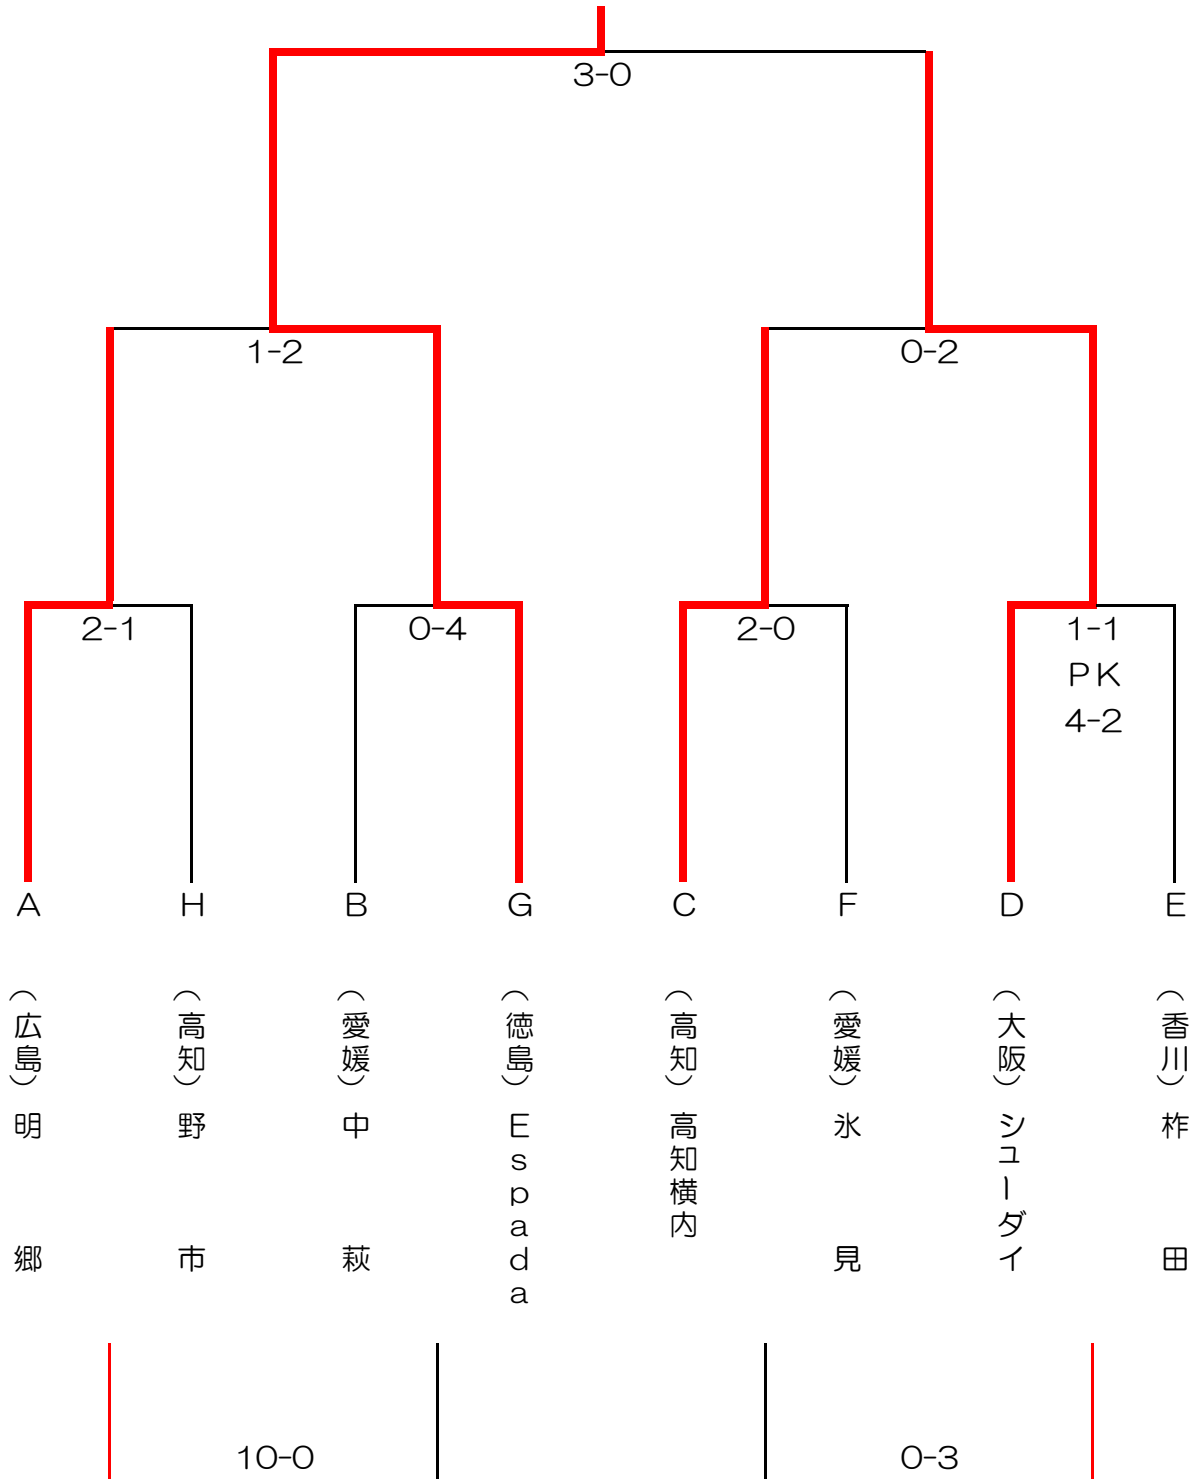 3-0
1-2
0-2
2-1
0-4
2-0
1-1
PK
4-2
A
H
B
G
C
F
D
E
（広島）明郷
（高知）野市
（愛媛）中萩
（徳島）Espada
（高知）高知横内
（愛媛）氷見
（大阪）シューダイ
（香川）柞田
10-0
0-3